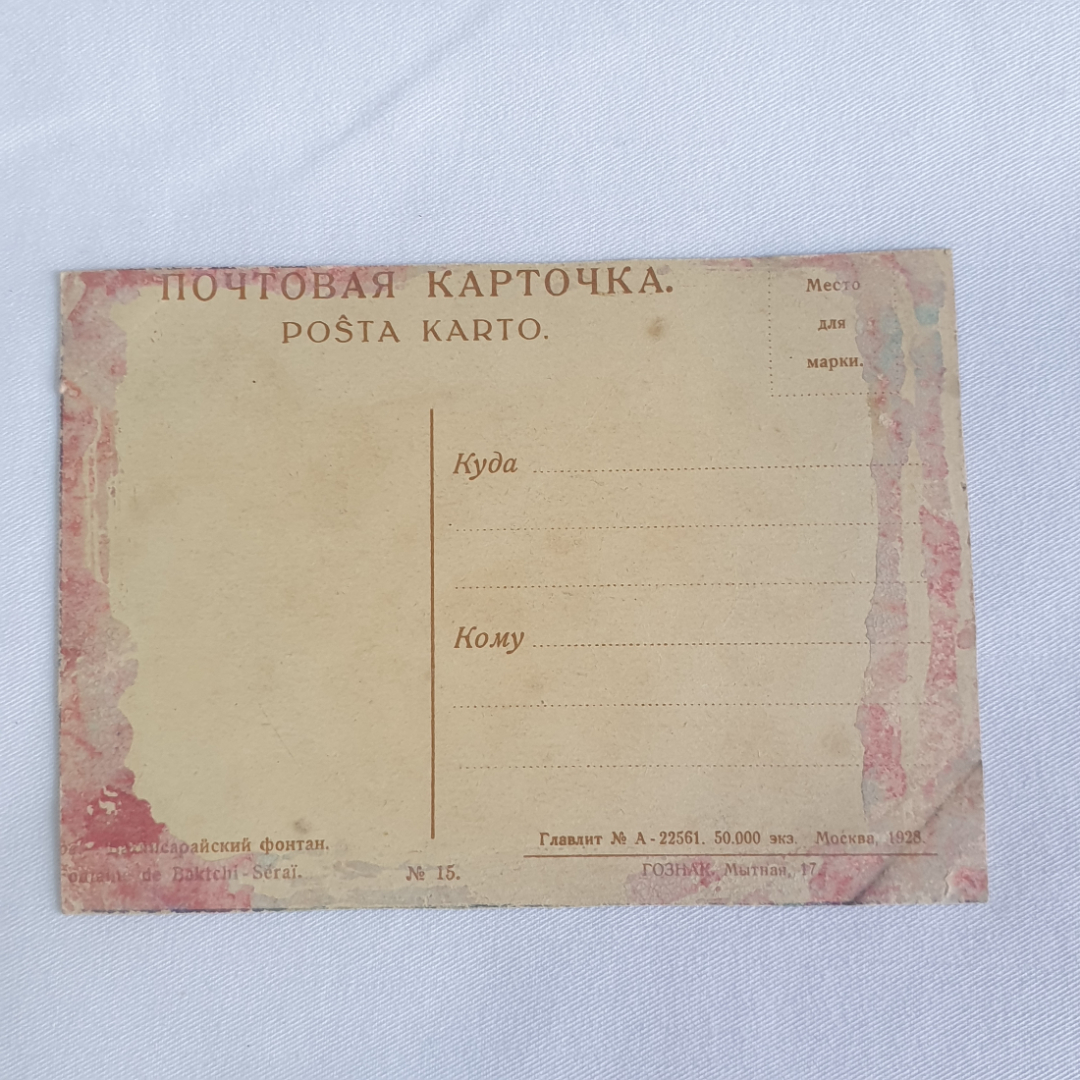 ПОЧТОВАЯ КАРТОЧКА.
POŜTA KARTO.
Место
для
марки.
Куда
Кому
Бахчисарайский фонтан.
de Baktchi-Seraï.
№ 15.
Главлит № А-22561. 50.000 экз. Москва, 1928.
ГОЗНАК. Мытная, 17.